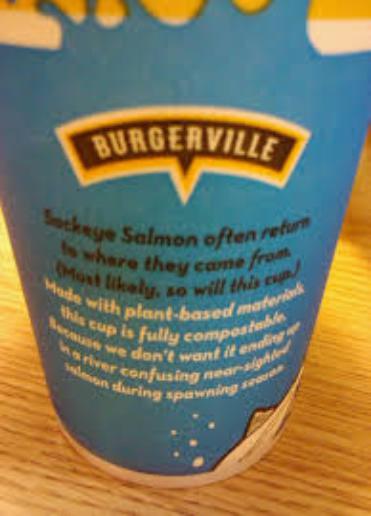 BURGERVILLE
Sockeye Salmon often return
to where they came from.
(Most likely, so will this cup.)
Made with plant-based materials,
this cup is fully compostable.
Because we don't want it ending up
in a river confusing near-sighted
salmon during spawning season.